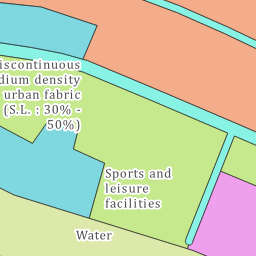 iscontinuous
dium density
urban fabric
(S.L. : 30% -
50%)
Sports and
leisure
facilities
Water